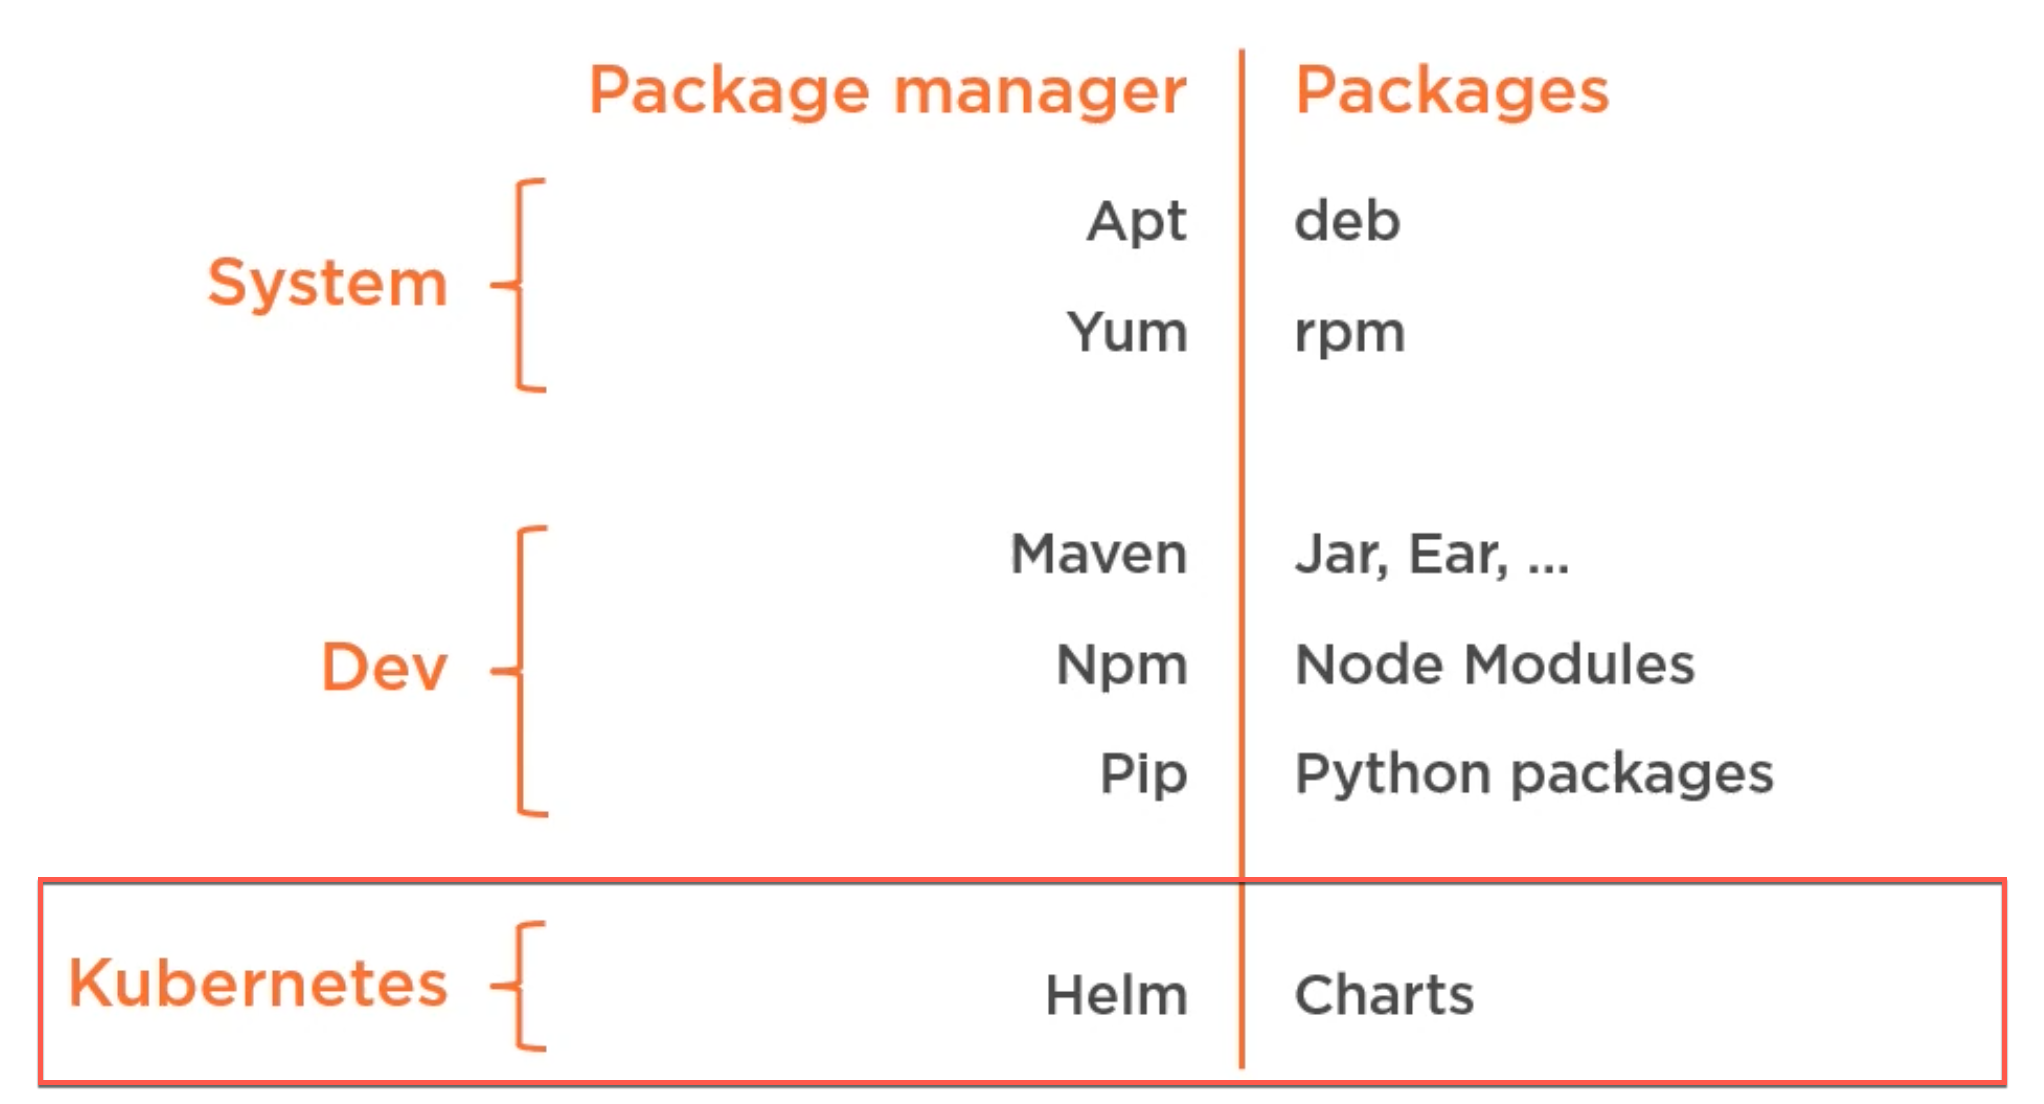 Package manager Packages
System
Apt deb
Yum rpm
Dev
Maven Jar, Ear, ...
Npm Node Modules
Pip Python packages
Kubernetes
Helm Charts